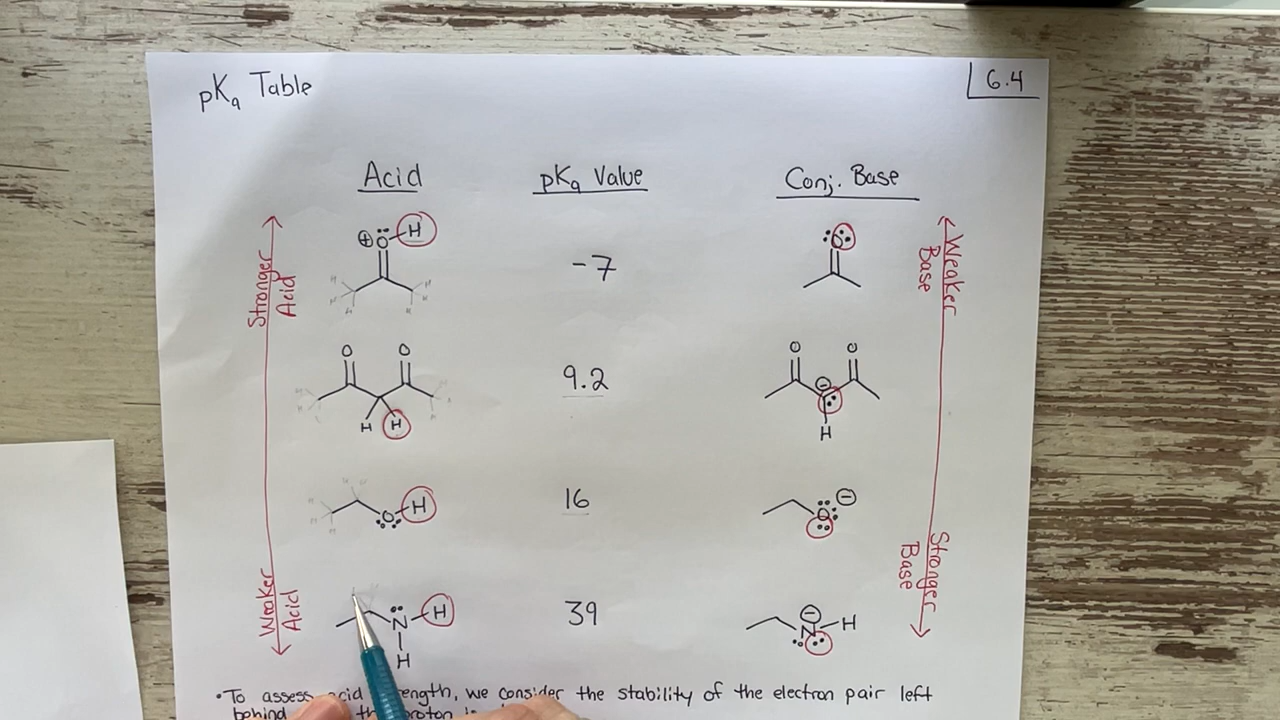 pKa Table
6.4
Acid pKa Value Conj. Base
Stronger Acid
Weaker Base
⊕ O H
H H H H H H
-7
O
O O
H H
9.2
O O
⊖
H
O H
16
O ⊖
Weaker Acid
Stronger Base
N H
H
39
⊖
N H
•To assess strength, we consider the stability of the electron pair left
behind